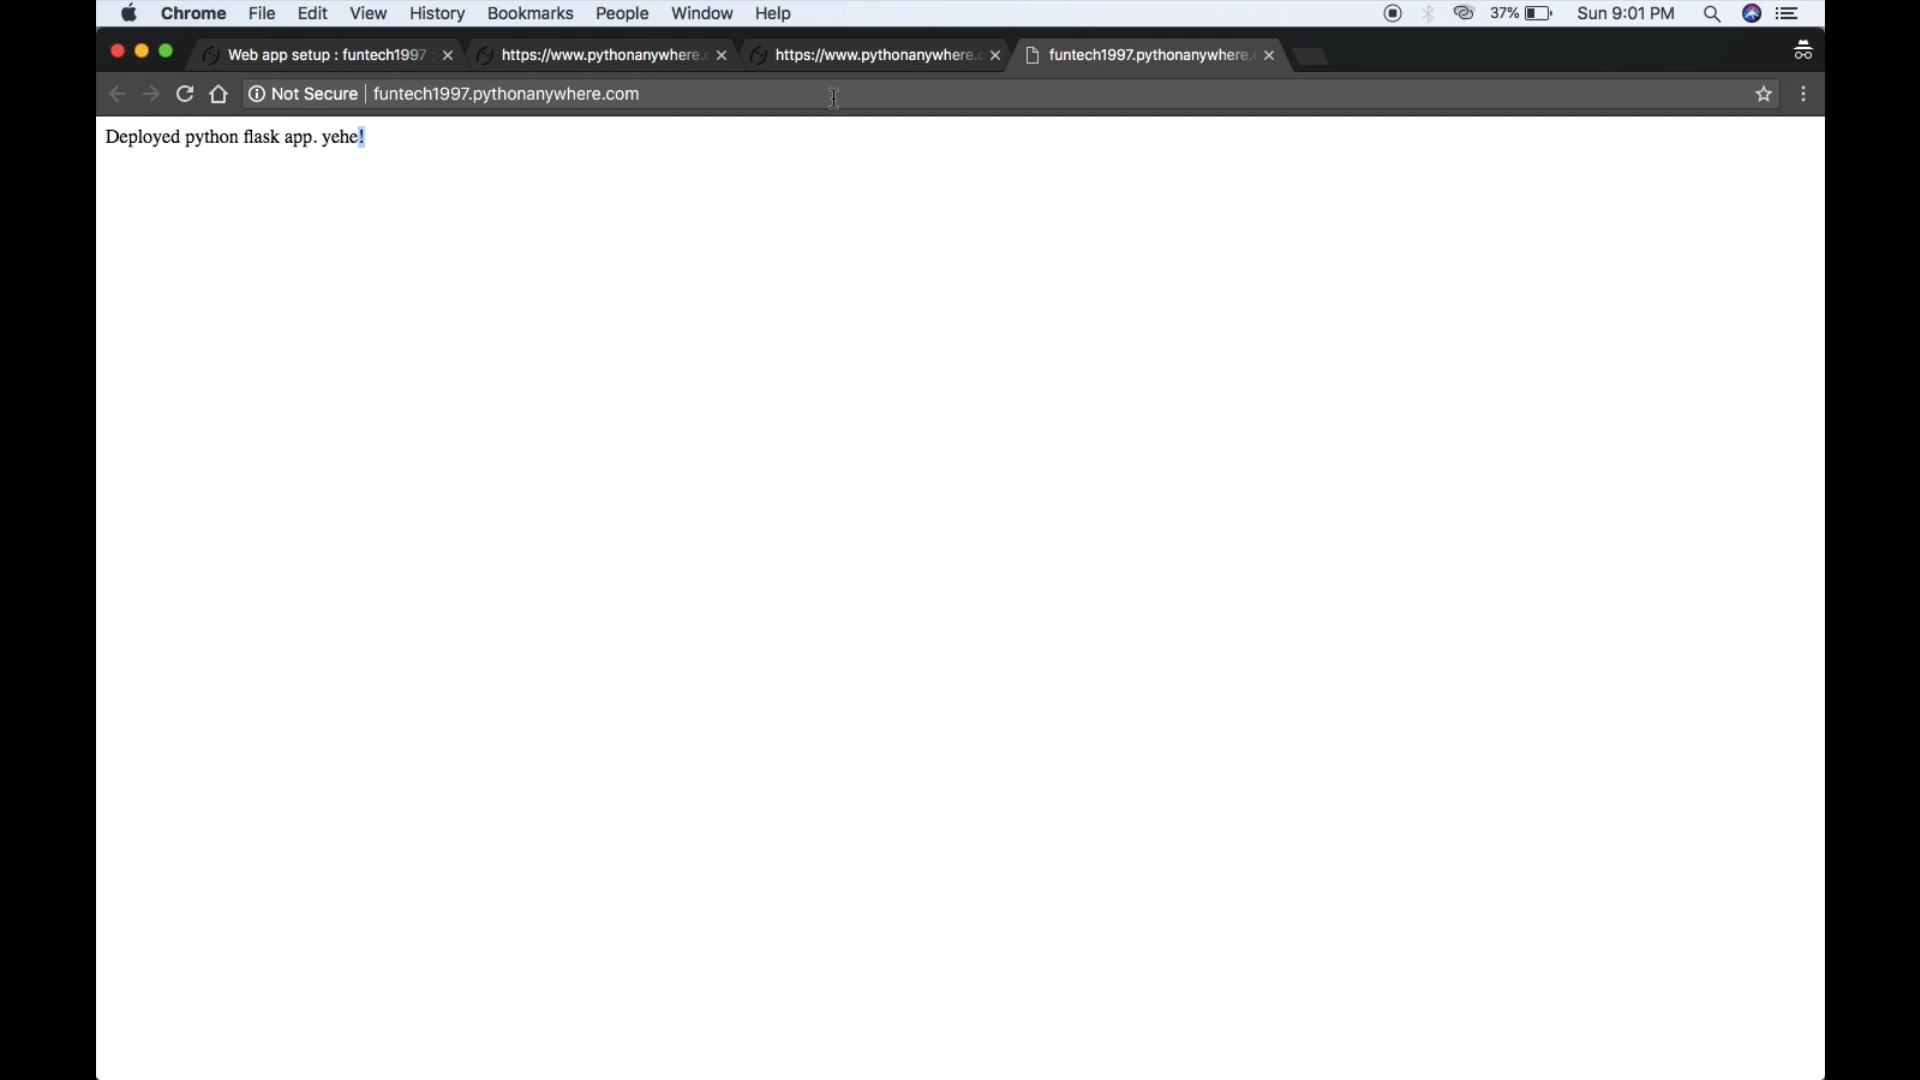 Chrome File Edit View History Bookmarks People Window Help 37% Sun 9:01 PM
Web app setup : funtech1997 https://www.pythonanywhere. https://www.pythonanywhere. funtech1997.pythonanywhere.
Not Secure funtech1997.pythonanywhere.com
Deployed python flask app. yehe!